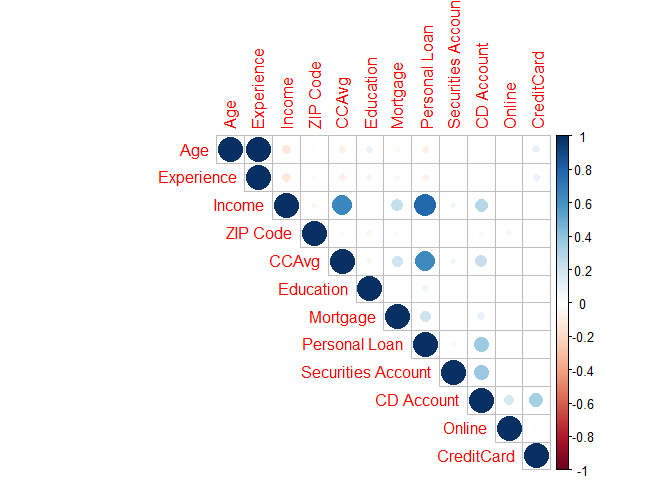 Age
Experience
Income
ZIP Code
CCAvg
Education
Mortgage
Personal Loan
Securities Accoun
CD Account
Online
CreditCard
Age
Experience
Income
ZIP Code
CCAvg
Education
Mortgage
Personal Loan
Securities Account
CD Account
Online
CreditCard
1
0.8
0.6
0.4
0.2
0
-0.2
-0.4
-0.6
-0.8
-1